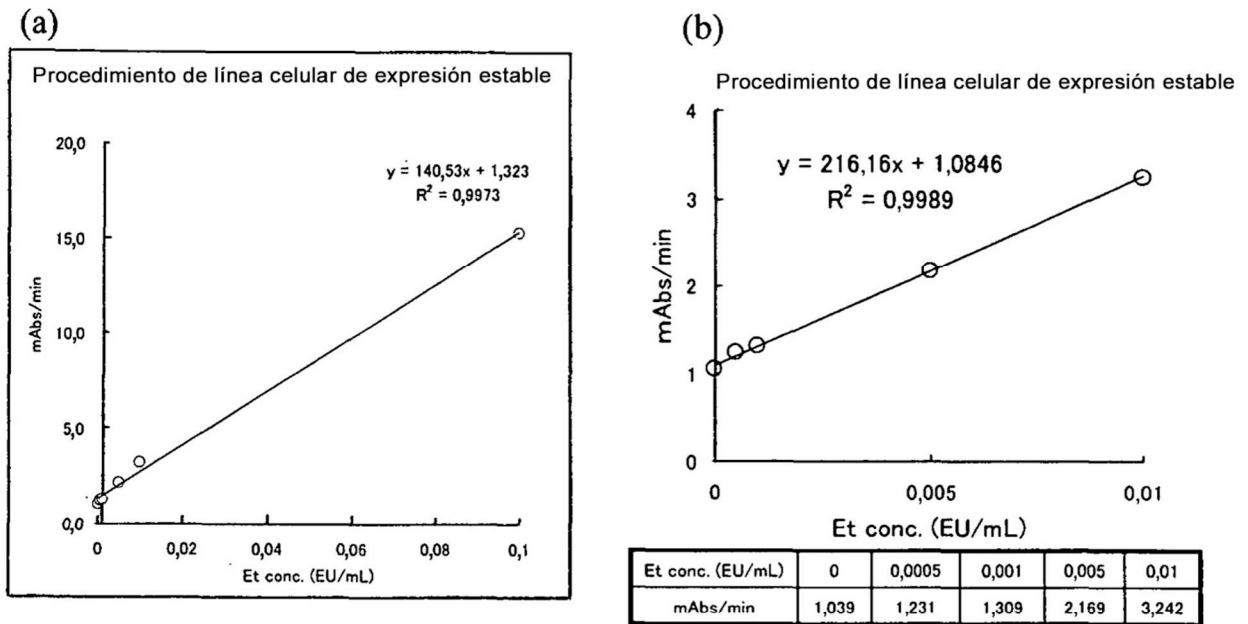 (a)
Procedimiento de línea celular de expresión estable
20,0
15,0
10,0
5,0
0,0
mAbs/min
y = 140,53x + 1,323
R² = 0,9973
0 0,02 0,04 0,06 0,08 0,1
Et conc. (EU/mL)
(b)
Procedimiento de línea celular de expresión estable
4
3
2
1
0
mAbs/min
y = 216,16x + 1,0846
R² = 0,9989
0 0,005 0,01
Et conc. (EU/mL)
Et conc. (EU/mL) 0 0,0005 0,001 0,005 0,01
mAbs/min 1,039 1,231 1,309 2,169 3,242